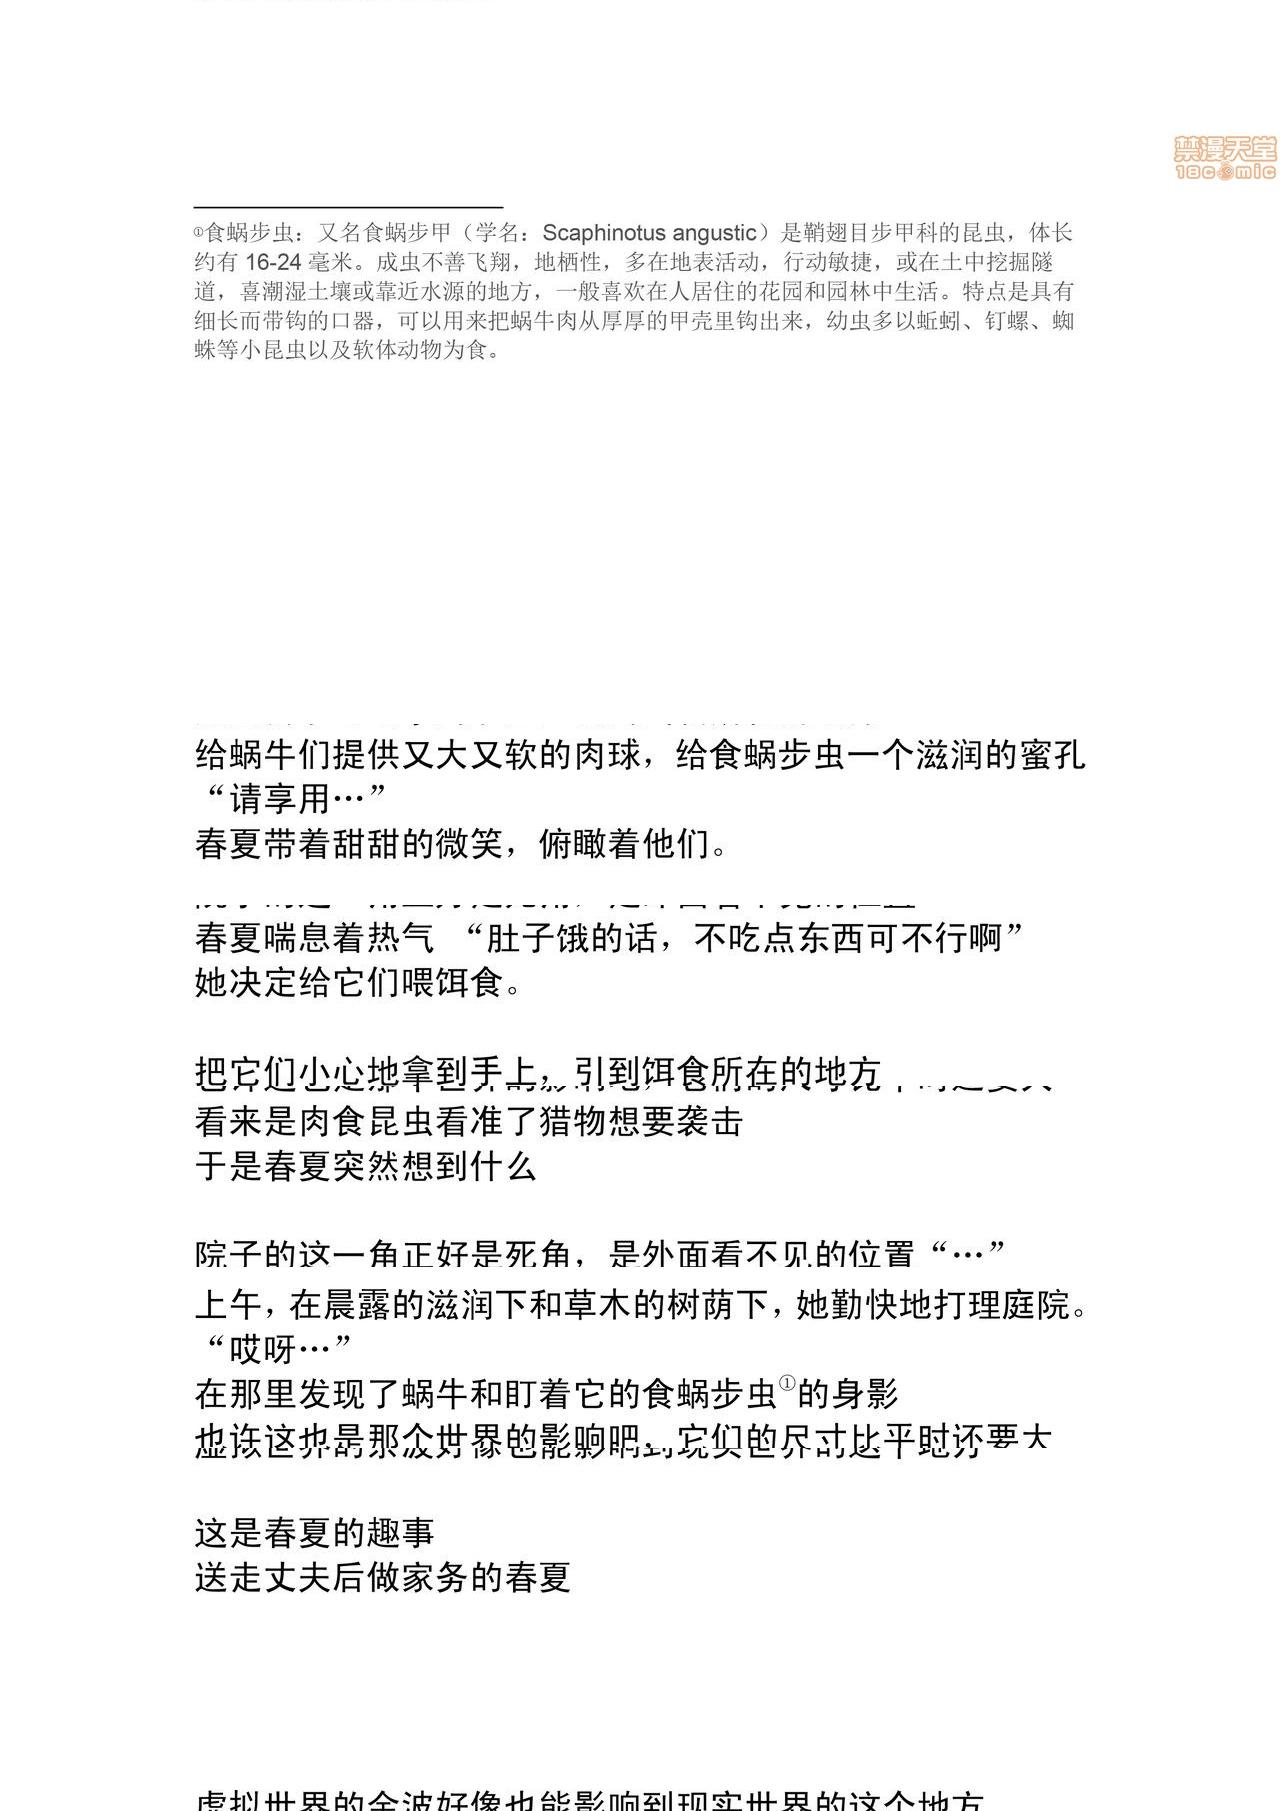 禁漫天堂
18comic
①食蜗步虫：又名食蜗步甲（学名：Scaphinotus angustic）是鞘翅目步甲科的昆虫，体长
约有 16-24 毫米。成虫不善飞翔，地栖性，多在地表活动，行动敏捷，或在土中挖掘隧
道，喜潮湿土壤或靠近水源的地方，一般喜欢在人居住的花园和园林中生活。特点是具有
细长而带钩的口器，可以用来把蜗牛肉从厚厚的甲壳里钩出来，幼虫多以蚯蚓、钉螺、蜘
蛛等小昆虫以及软体动物为食。
给蜗牛们提供又大又软的肉球，给食蜗步虫一个滋润的蜜孔
“请享用…”
春夏带着甜甜的微笑，俯瞰着他们。
春夏喘息着热气 “肚子饿的话，不吃点东西可不行啊”
她决定给它们喂饵食。
把它们小心地拿到手上，引到饵食所在的地方
看来是肉食昆虫看准了猎物想要袭击
于是春夏突然想到什么
院子的这一角正好是死角，是外面看不见的位置“…”
上午，在晨露的滋润下和草木的树荫下，她勤快地打理庭院。
“哎呀…”
在那里发现了蜗牛和盯着它的食蜗步虫①的身影
也许这也是那个世界的影响吧，它们的尺寸比平时还要大
这是春夏的趣事
送走丈夫后做家务的春夏
虚拟世界的余波好像也能影响到现实世界的这个地方